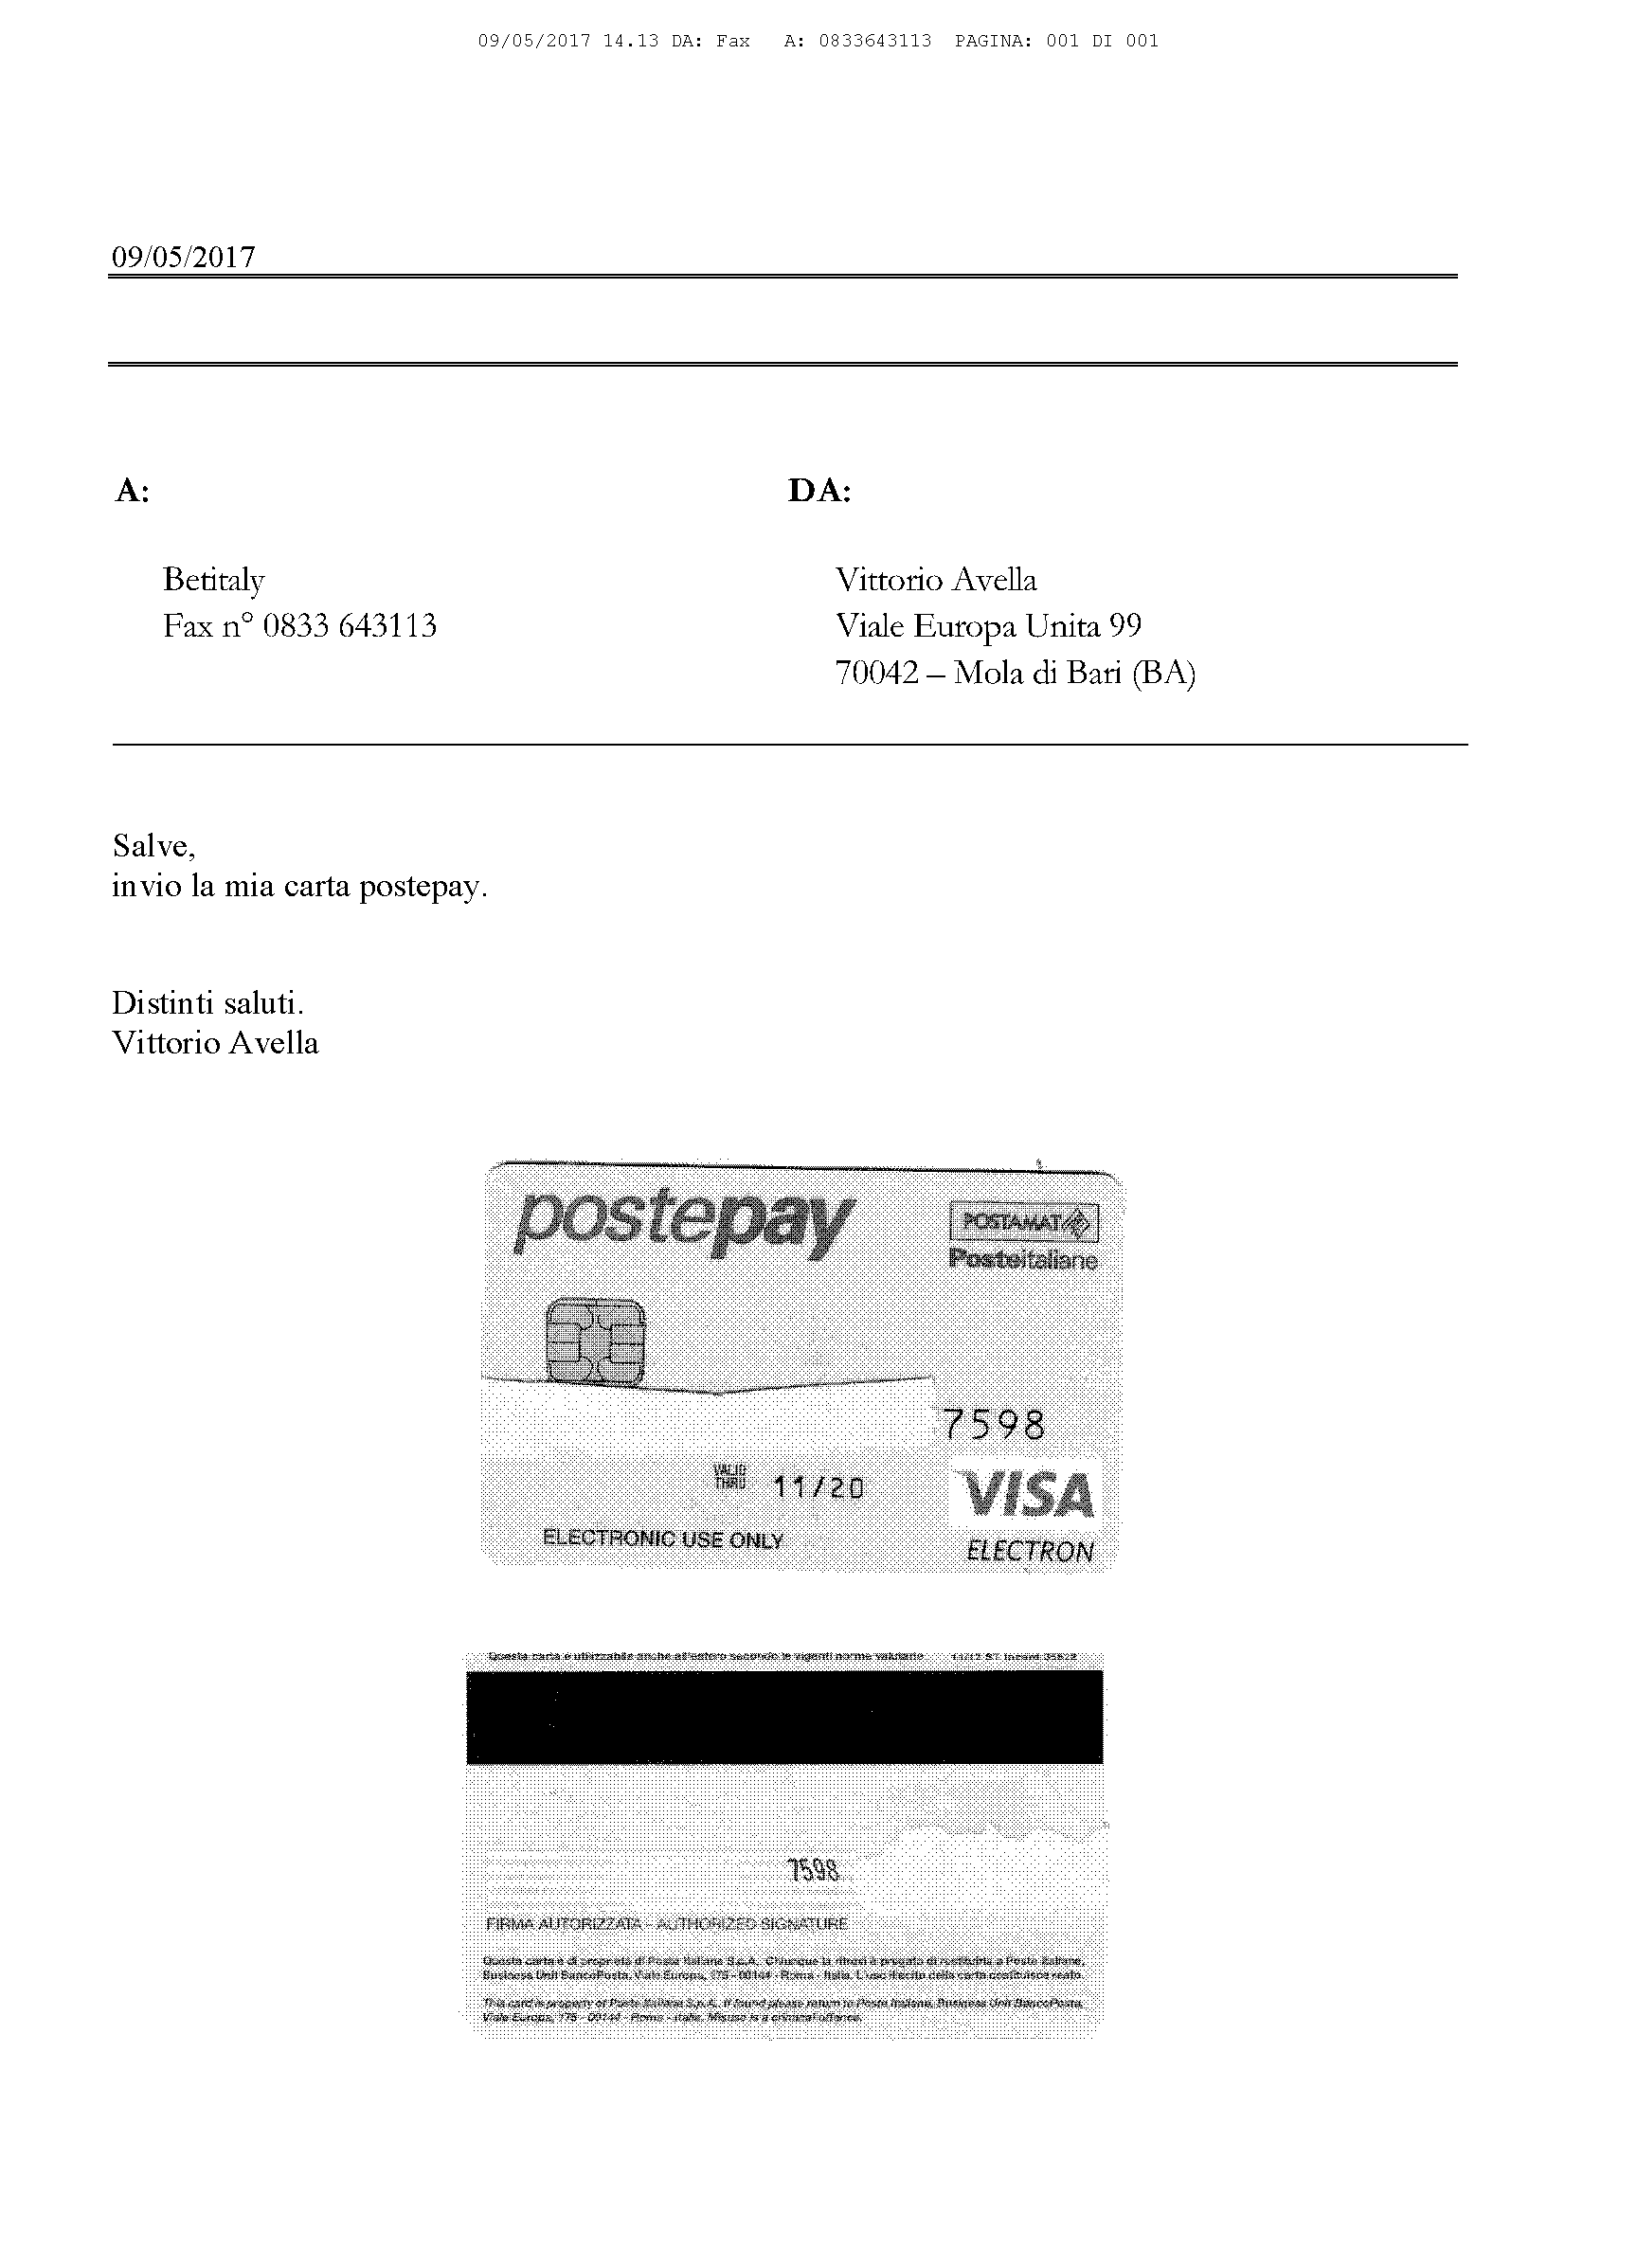 09/05/2017 14.13 DA: Fax A: 0833643113 PAGINA: 001 DI 001
09/05/2017
A:
DA:
Betitaly
Fax n° 0833 643113
Vittorio Avella
Viale Europa Unita 99
70042 – Mola di Bari (BA)
Salve,
invio la mia carta postepay.
Distinti saluti.
Vittorio Avella
postepay
POSTAMAT
Posteitaliane
7598
VALID
THRU 11/20
VISA
ELECTRONIC USE ONLY
ELECTRON
Questa carta è utilizzabile anche all'estero secondo le vigenti norme valutarie
7598
FIRMA AUTORIZZATA - AUTHORIZED SIGNATURE
Questa carta è di proprietà di Poste Italiane S.p.A. Chiunque la ritrovi è pregato di restituirla a Poste Italiane,
Business Unit BancoPosta, Viale Europa, 175 - 00144 - Roma - Italia. L'uso illecito della carta costituisce reato.
This card is property of Poste Italiane S.p.A. If found please return to Poste Italiane, Business Unit BancoPosta,
Viale Europa, 175 - 00144 - Roma - Italia. Misuse is a criminal offence.